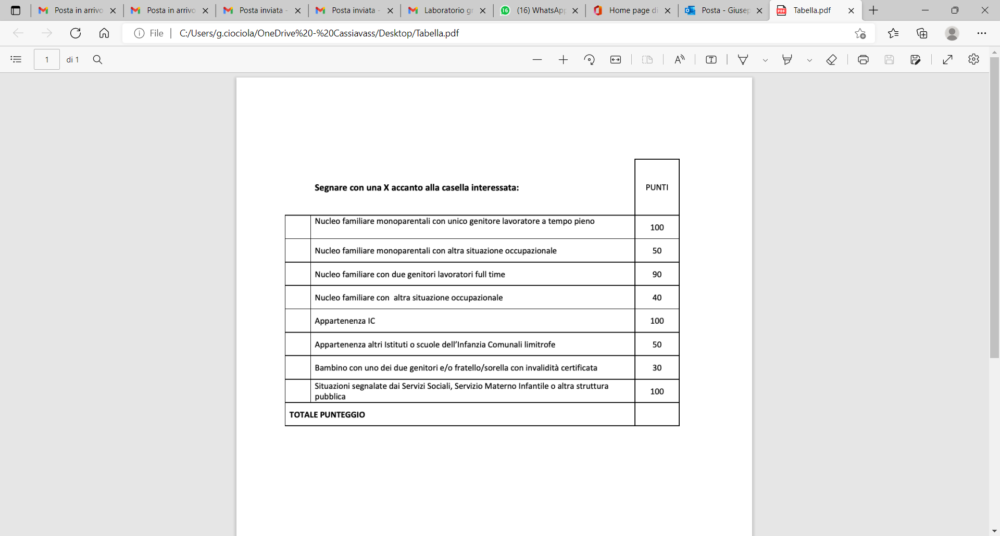 Posta in arrivo
Posta in arrivo
Posta inviata -
Posta inviata -
Laboratorio gr
(16) WhatsApp
Home page di
Posta - Giusep
Tabella.pdf
File
C:/Users/g.ciociola/OneDrive%20-%20Cassiavass/Desktop/Tabella.pdf
1
di 1
Segnare con una X accanto alla casella interessata:
PUNTI
Nucleo familiare monoparentali con unico genitore lavoratore a tempo pieno
100
Nucleo familiare monoparentali con altra situazione occupazionale
50
Nucleo familiare con due genitori lavoratori full time
90
Nucleo familiare con  altra situazione occupazionale
40
Appartenenza IC
100
Appartenenza altri Istituti o scuole dell'Infanzia Comunali limitrofe
50
Bambino con uno dei due genitori e/o fratello/sorella con invalidità certificata
30
Situazioni segnalate dai Servizi Sociali, Servizio Materno Infantile o altra struttura
pubblica
100
TOTALE PUNTEGGIO